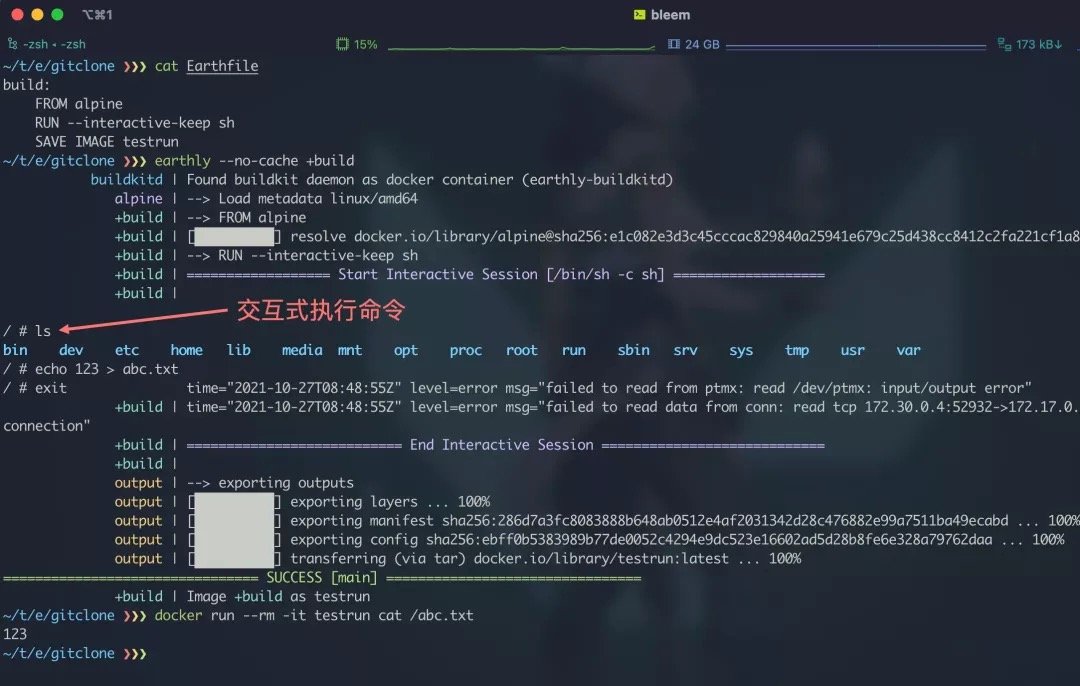 ⌥⌘1
bleem
-zsh • -zsh
15%
24 GB
173 kB↓
~/t/e/gitclone ❯❯❯ cat Earthfile
build:
    FROM alpine
    RUN --interactive-keep sh
    SAVE IMAGE testrun
~/t/e/gitclone ❯❯❯ earthly --no-cache +build
           buildkitd | Found buildkit daemon as docker container (earthly-buildkitd)
              alpine | --> Load metadata linux/amd64
              +build | --> FROM alpine
              +build | [          ] resolve docker.io/library/alpine@sha256:e1c082e3d3c45cccac829840a25941e679c25d438cc8412c2fa221cf1a8
              +build | --> RUN --interactive-keep sh
              +build | ================== Start Interactive Session [/bin/sh -c sh] ===================
              +build |
交互式执行命令
/ # ls
bin    dev    etc    home   lib    media  mnt    opt    proc   root   run    sbin   srv    sys    tmp    usr    var
/ # echo 123 > abc.txt
/ # exit               time="2021-10-27T08:48:55Z" level=error msg="failed to read from ptmx: read /dev/ptmx: input/output error"
              +build | time="2021-10-27T08:48:55Z" level=error msg="failed to read data from conn: read tcp 172.30.0.4:52932->172.17.0.
connection"
              +build | =========================== End Interactive Session ============================
              +build |
              output | --> exporting outputs
              output | [          ] exporting layers ... 100%
              output | [          ] exporting manifest sha256:286d7a3fc8083888b648ab0512e4af2031342d28c476882e99a7511ba49ecabd ... 100%
              output | [          ] exporting config sha256:ebff0b5383989b77de0052c4294e9dc523e16602ad5d28b8fe6e328a79762daa ... 100%
              output | [          ] transferring (via tar) docker.io/library/testrun:latest ... 100%
================================ SUCCESS [main] ================================
              +build | Image +build as testrun
~/t/e/gitclone ❯❯❯ docker run --rm -it testrun cat /abc.txt
123
~/t/e/gitclone ❯❯❯